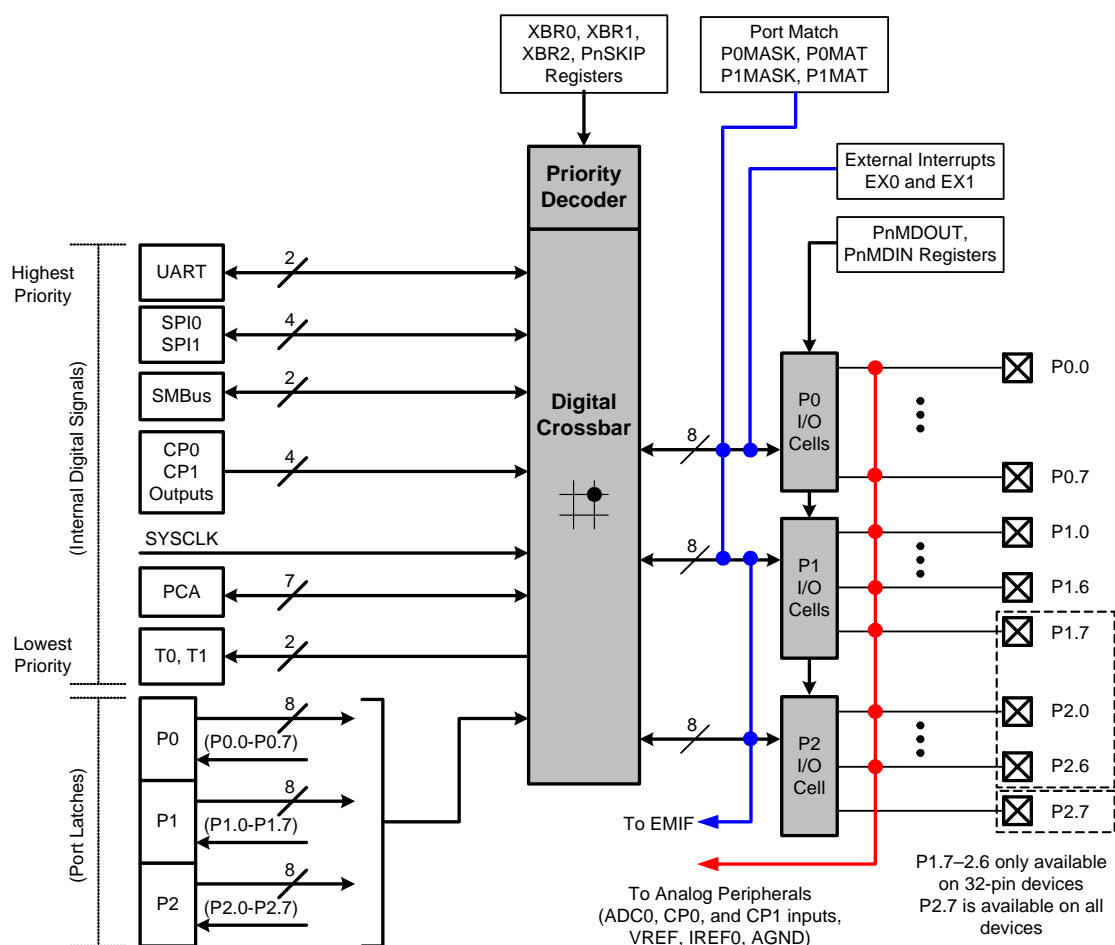 XBR0, XBR1,
XBR2, PnSKIP
Registers
Port Match
P0MASK, P0MAT
P1MASK, P1MAT
External Interrupts
EX0 and EX1
PnMDOUT,
PnMDIN Registers
Priority
Decoder
Digital
Crossbar
Highest
Priority
(Internal Digital Signals)
Lowest
Priority
UART
2
SPI0
SPI1
4
SMBus
2
CP0
CP1
Outputs
4
SYSCLK
PCA
7
T0, T1
2
(Port Latches)
P0
8
(P0.0-P0.7)
P1
8
(P1.0-P1.7)
P2
8
(P2.0-P2.7)
8
P0
I/O
Cells
8
P1
I/O
Cells
8
P2
I/O
Cell
P0.0
P0.7
P1.0
P1.6
P1.7
P2.0
P2.6
P2.7
To EMIF
To Analog Peripherals
(ADC0, CP0, and CP1 inputs,
VREF, IREF0, AGND)
P1.7–2.6 only available
on 32-pin devices
P2.7 is available on all
devices